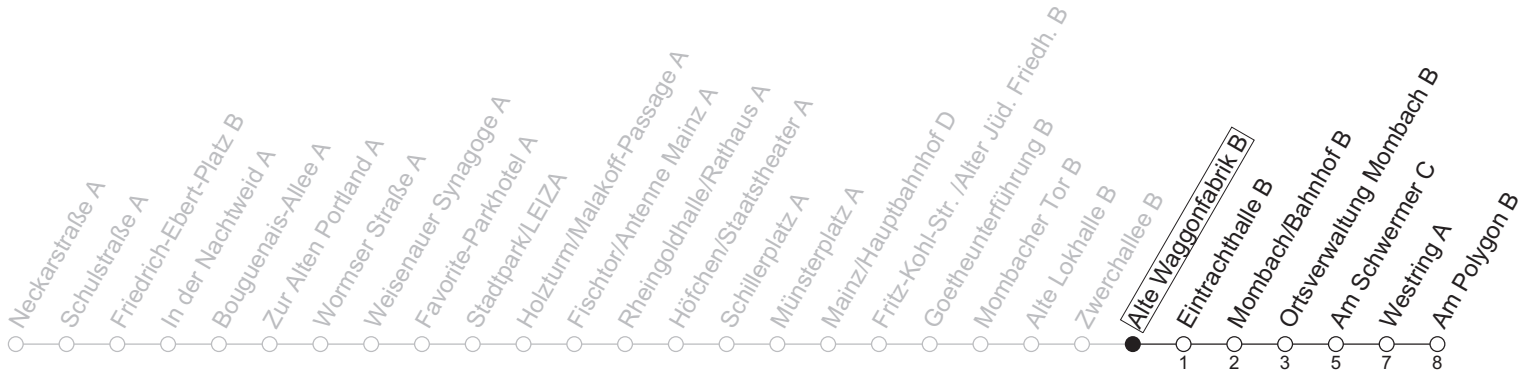 Neckarstraße A
Schulstraße A
Friedrich-Ebert-Platz B
In der Nachtweid A
Bouguenais-Allee A
Zur Alten Portland A
Wormser Straße A
Weisenauer Synagoge A
Favorite-Parkhotel A
Stadtpark/LEIZA
Holzturm/Malakoff-Passage A
Fischtor/Antenne Mainz A
Rheingoldhalle/Rathaus A
Höfchen/Staatstheater A
Schillerplatz A
Münsterplatz A
Mainz/Hauptbahnhof D
Fritz-Kohl-Str. /Alter Jüd. Friedh. B
Goetheunterführung B
Mombacher Tor B
Alte Lokhalle B
Zwerchallee B
Alte Waggonfabrik B
Eintrachthalle B
Mombach/Bahnhof B
Ortsverwaltung Mombach B
Am Schwermer C
Westring A
Am Polygon B
1 2 3 5 7 8